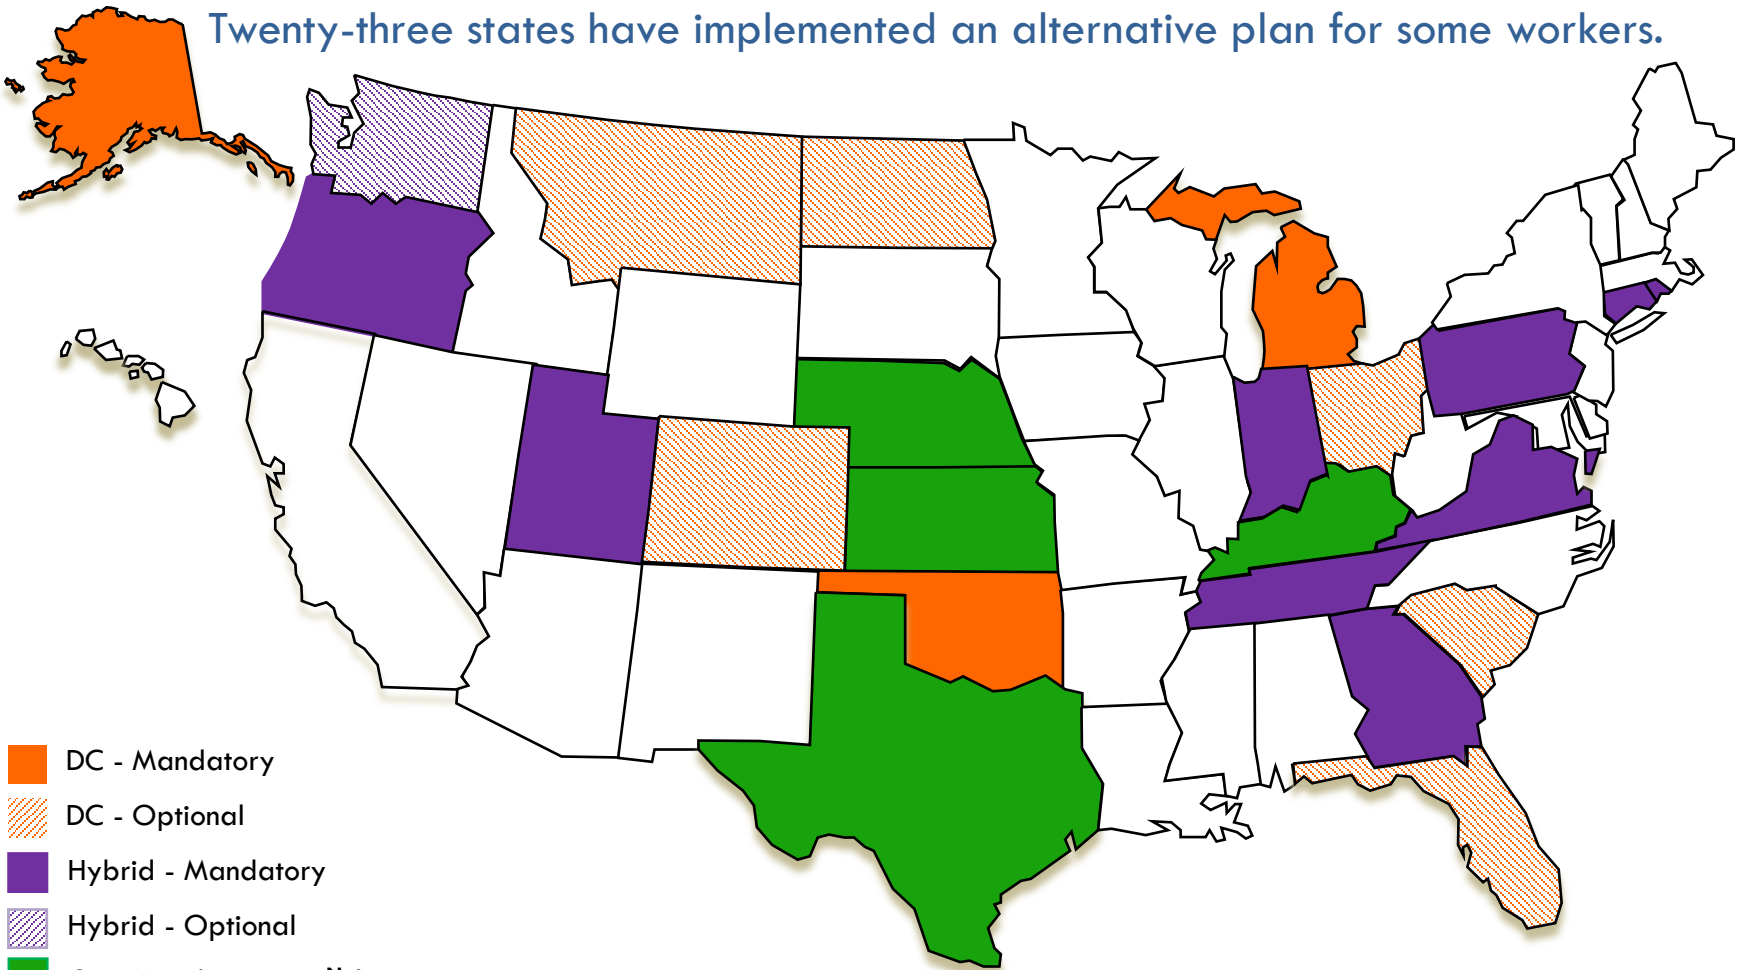 Twenty-three states have implemented an alternative plan for some workers.
DC - Mandatory
DC - Optional
Hybrid - Mandatory
Hybrid - Optional